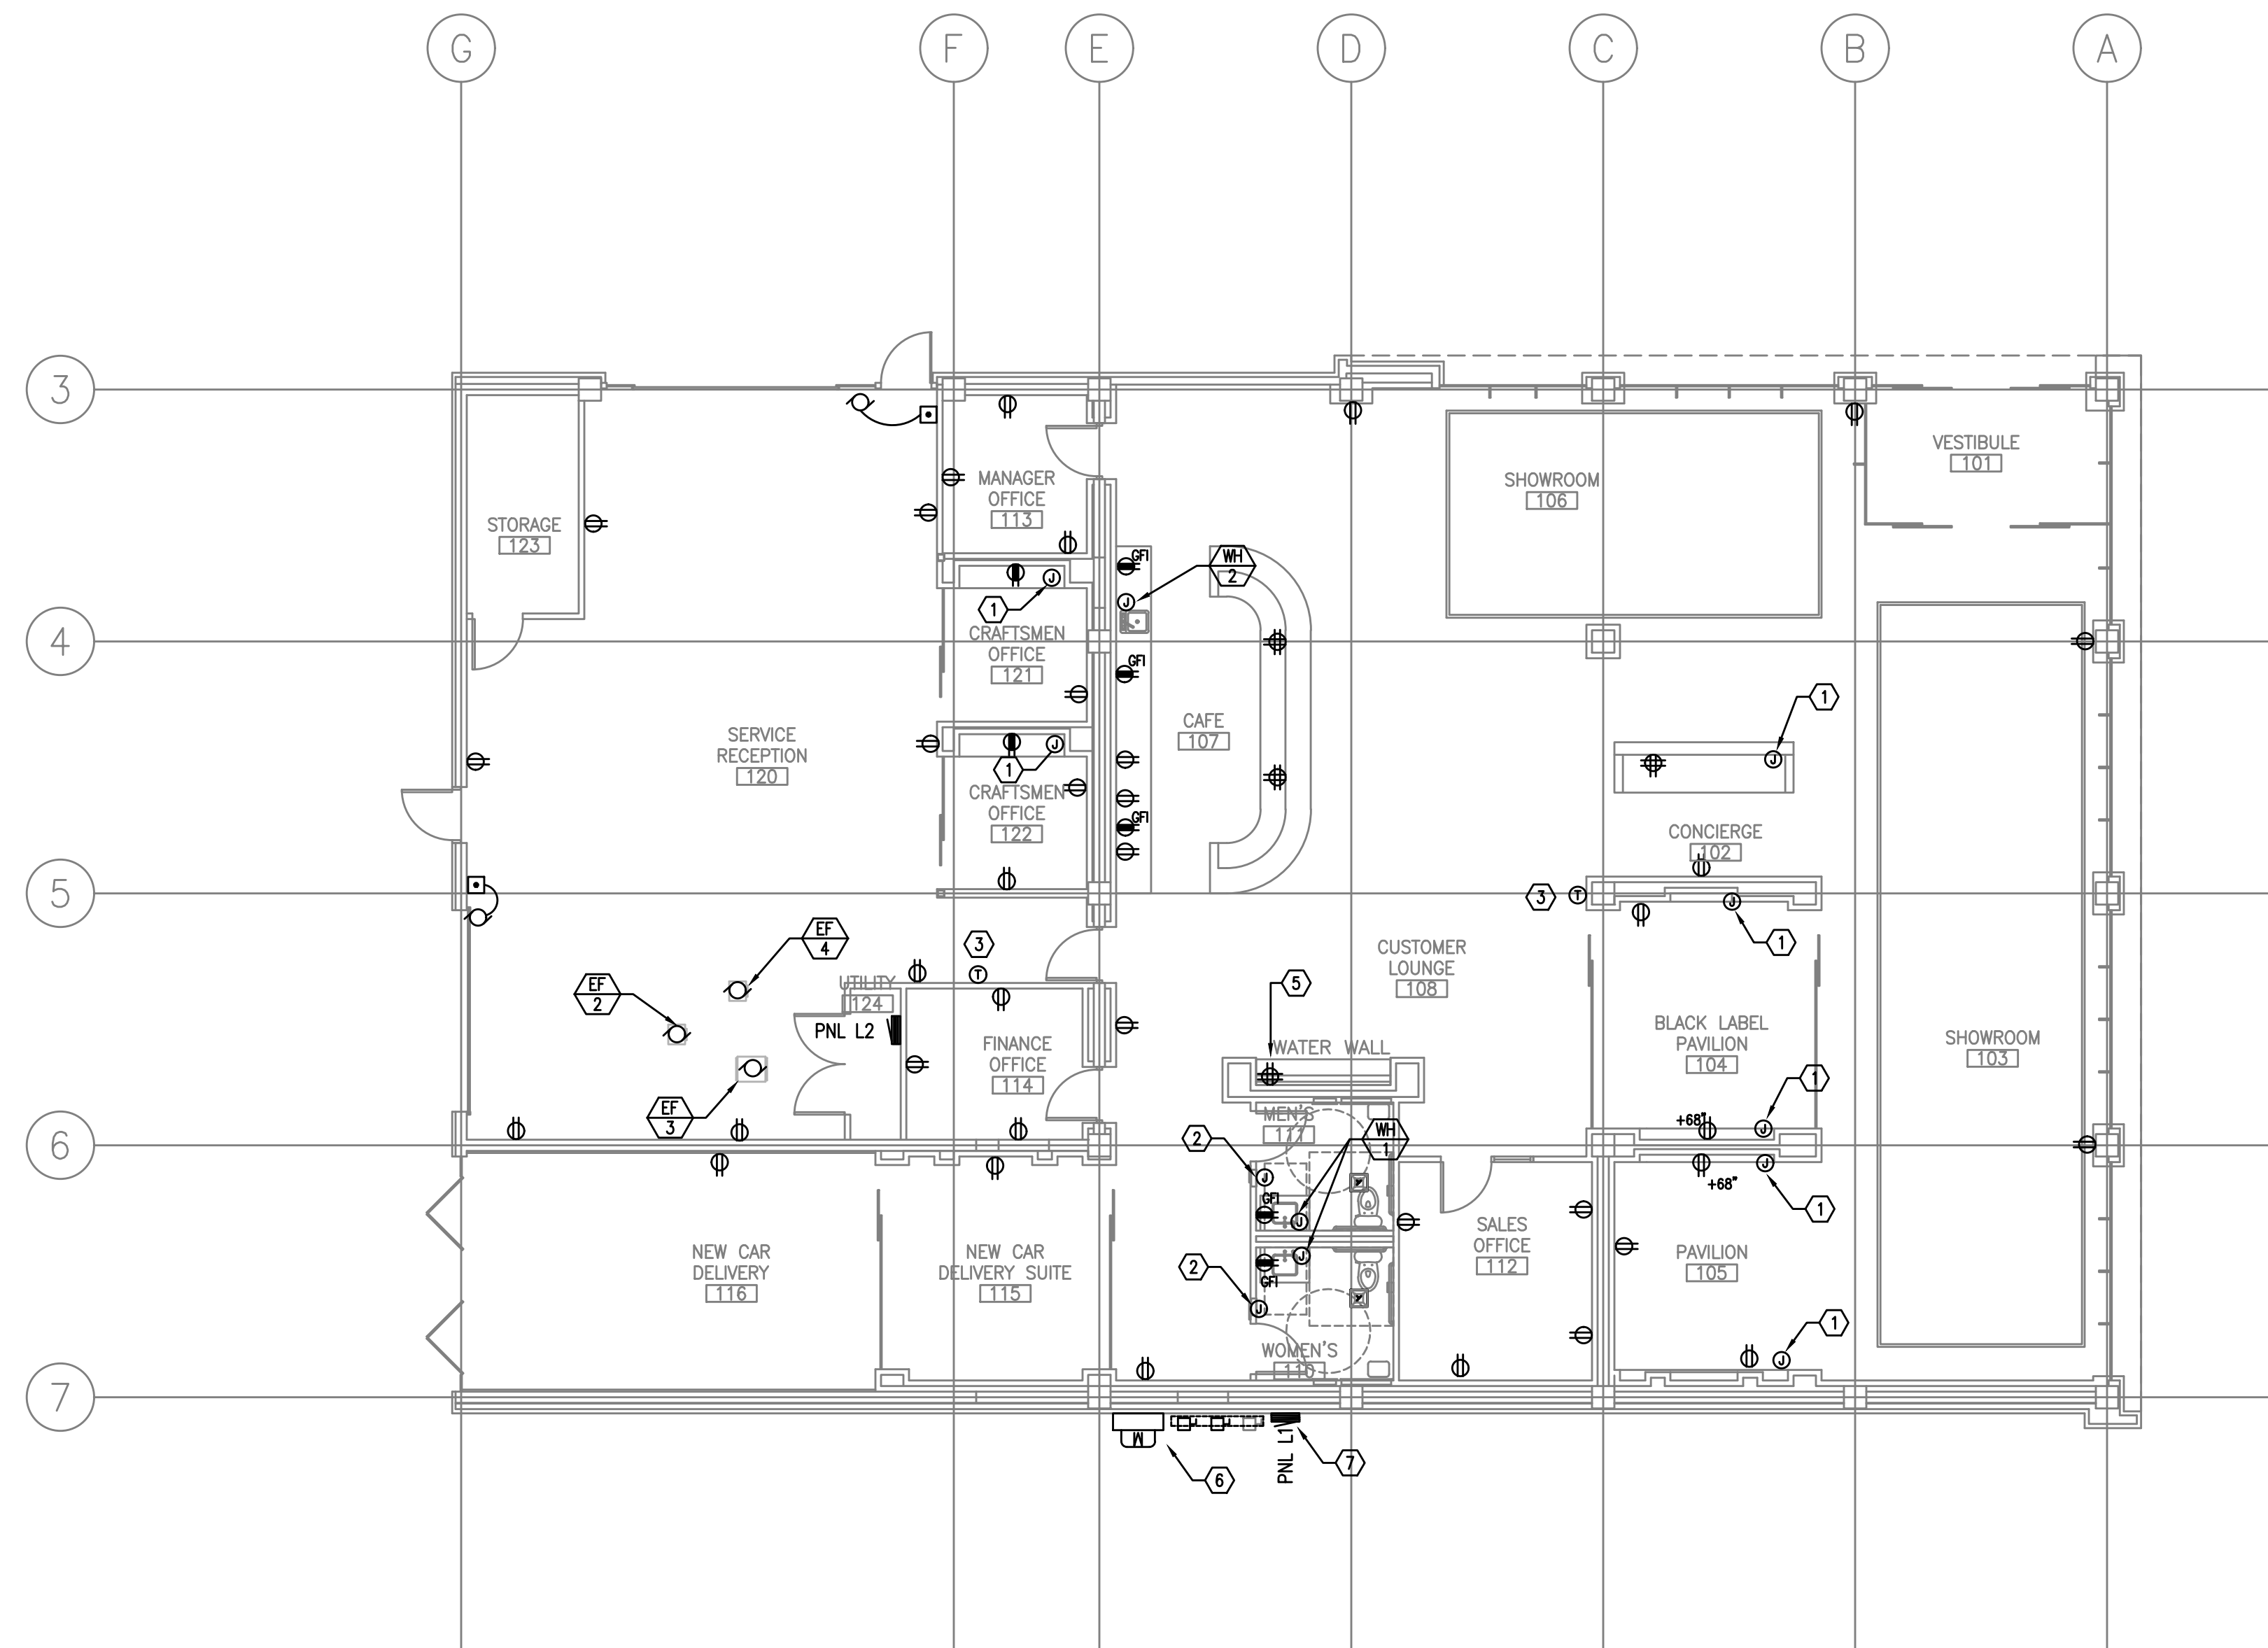 G
F
E
D
C
B
A
3
VESTIBULE
101
SHOWROOM
106
MANAGER
OFFICE
113
STORAGE
123
GFI
WH
2
1
CRAFTSMEN
OFFICE
121
4
GFI
1
CAFE
107
SERVICE
RECEPTION
120
1
CRAFTSMEN
OFFICE
122
GFI
CONCIERGE
102
5
3
T
J
1
EF
4
3
T
CUSTOMER
LOUNGE
108
UTILITY
124
EF
2
5
PNL L2
BLACK LABEL
PAVILION
104
FINANCE
OFFICE
114
WATER WALL
SHOWROOM
103
1
EF
3
MEN'S
111
+68"
J
6
2
WH
1
J
J
+68"
1
GFI
J
SALES
OFFICE
112
NEW CAR
DELIVERY
116
NEW CAR
DELIVERY SUITE
115
PAVILION
105
2
J
GFI
J
1
WOMEN'S
110
J
7
M
PNL L1
7
6